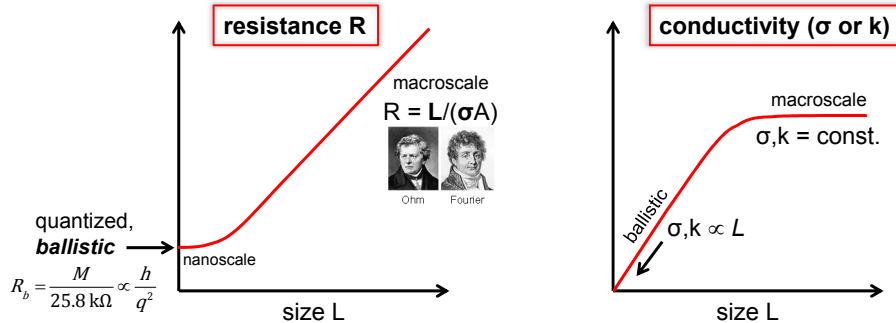 resistance R
macroscale
R = L/(σA)
Ohm Fourier
quantized,
ballistic
nanoscale
R_b = M / 25.8 kΩ ∝ h / q²
size L
conductivity (σ or k)
macroscale
σ,k = const.
ballistic
σ,k ∝ L
size L